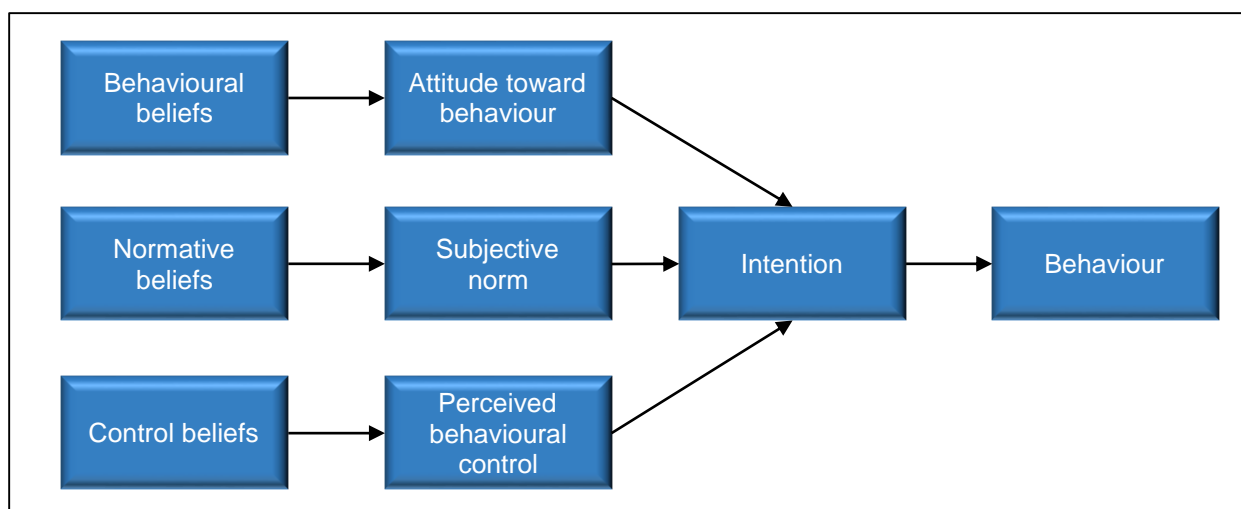 Behavioural
beliefs
Attitude toward
behaviour
Normative
beliefs
Subjective
norm
Intention
Behaviour
Control beliefs
Perceived
behavioural
control